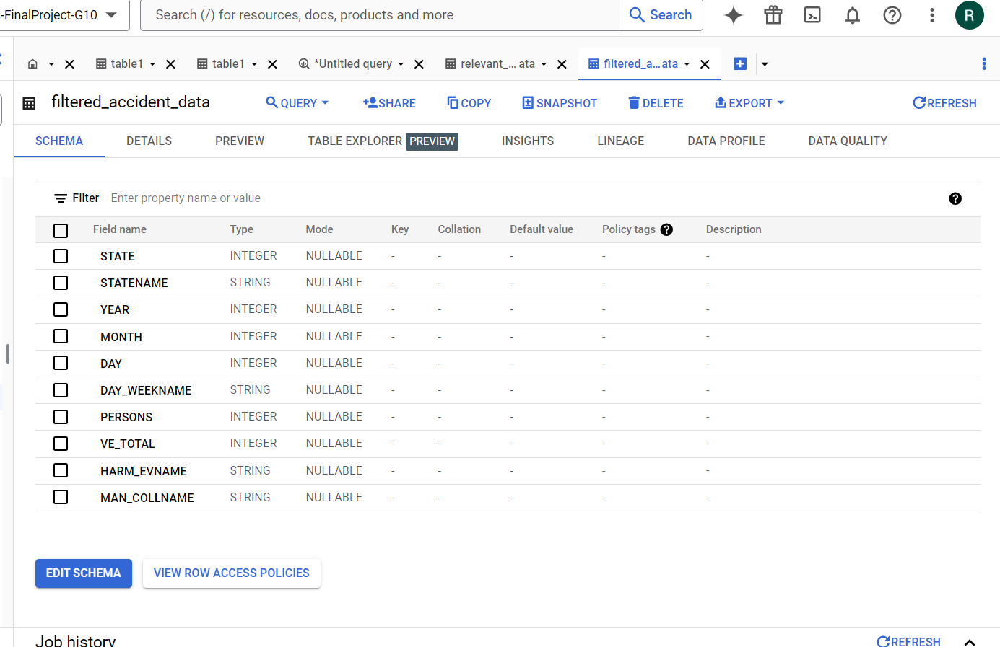 -FinalProject-G10 Search (/) for resources, docs, products and more Search R
table1 table1 *Untitled query relevant_... ata filtered_a...ata
filtered_accident_data QUERY SHARE COPY SNAPSHOT DELETE EXPORT REFRESH
SCHEMA DETAILS PREVIEW TABLE EXPLORER PREVIEW INSIGHTS LINEAGE DATA PROFILE DATA QUALITY
Filter Enter property name or value
Field name Type Mode Key Collation Default value Policy tags Description
STATE INTEGER NULLABLE - - - - -
STATENAME STRING NULLABLE - - - - -
YEAR INTEGER NULLABLE - - - - -
MONTH INTEGER NULLABLE - - - - -
DAY INTEGER NULLABLE - - - - -
DAY_WEEKNAME STRING NULLABLE - - - - -
PERSONS INTEGER NULLABLE - - - - -
VE_TOTAL INTEGER NULLABLE - - - - -
HARM_EVNAME STRING NULLABLE - - - - -
MAN_COLLNAME STRING NULLABLE - - - - -
EDIT SCHEMA VIEW ROW ACCESS POLICIES
Job history REFRESH